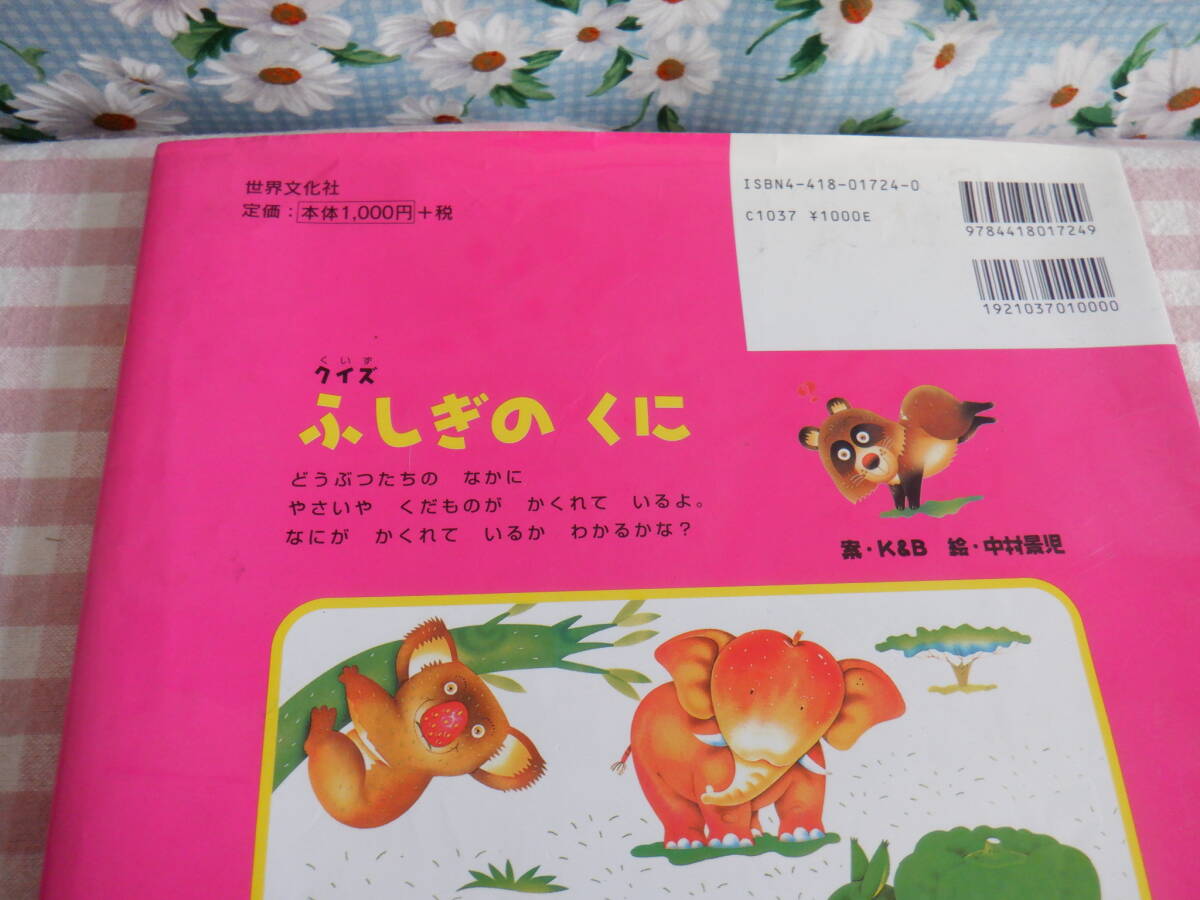 世界文化社
定価：本体1,000円+税
ISBN4-418-01724-0
C1037 ¥1000E
9784418017249
1921037010000
くいず
クイズ
ふしぎの くに
どうぶつたちの なかに
やさいや くだものが かくれて いるよ。
なにが かくれて いるか わかるかな？
?
案・K&B 絵・中村景児